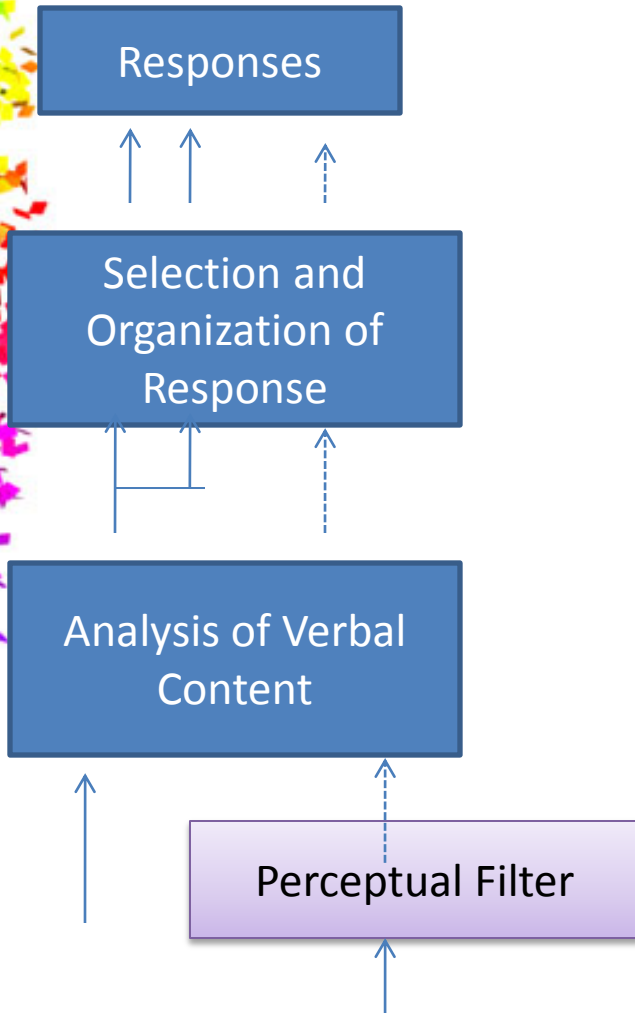 Responses
Selection and
Organization of
Response
Analysis of Verbal
Content
Perceptual Filter